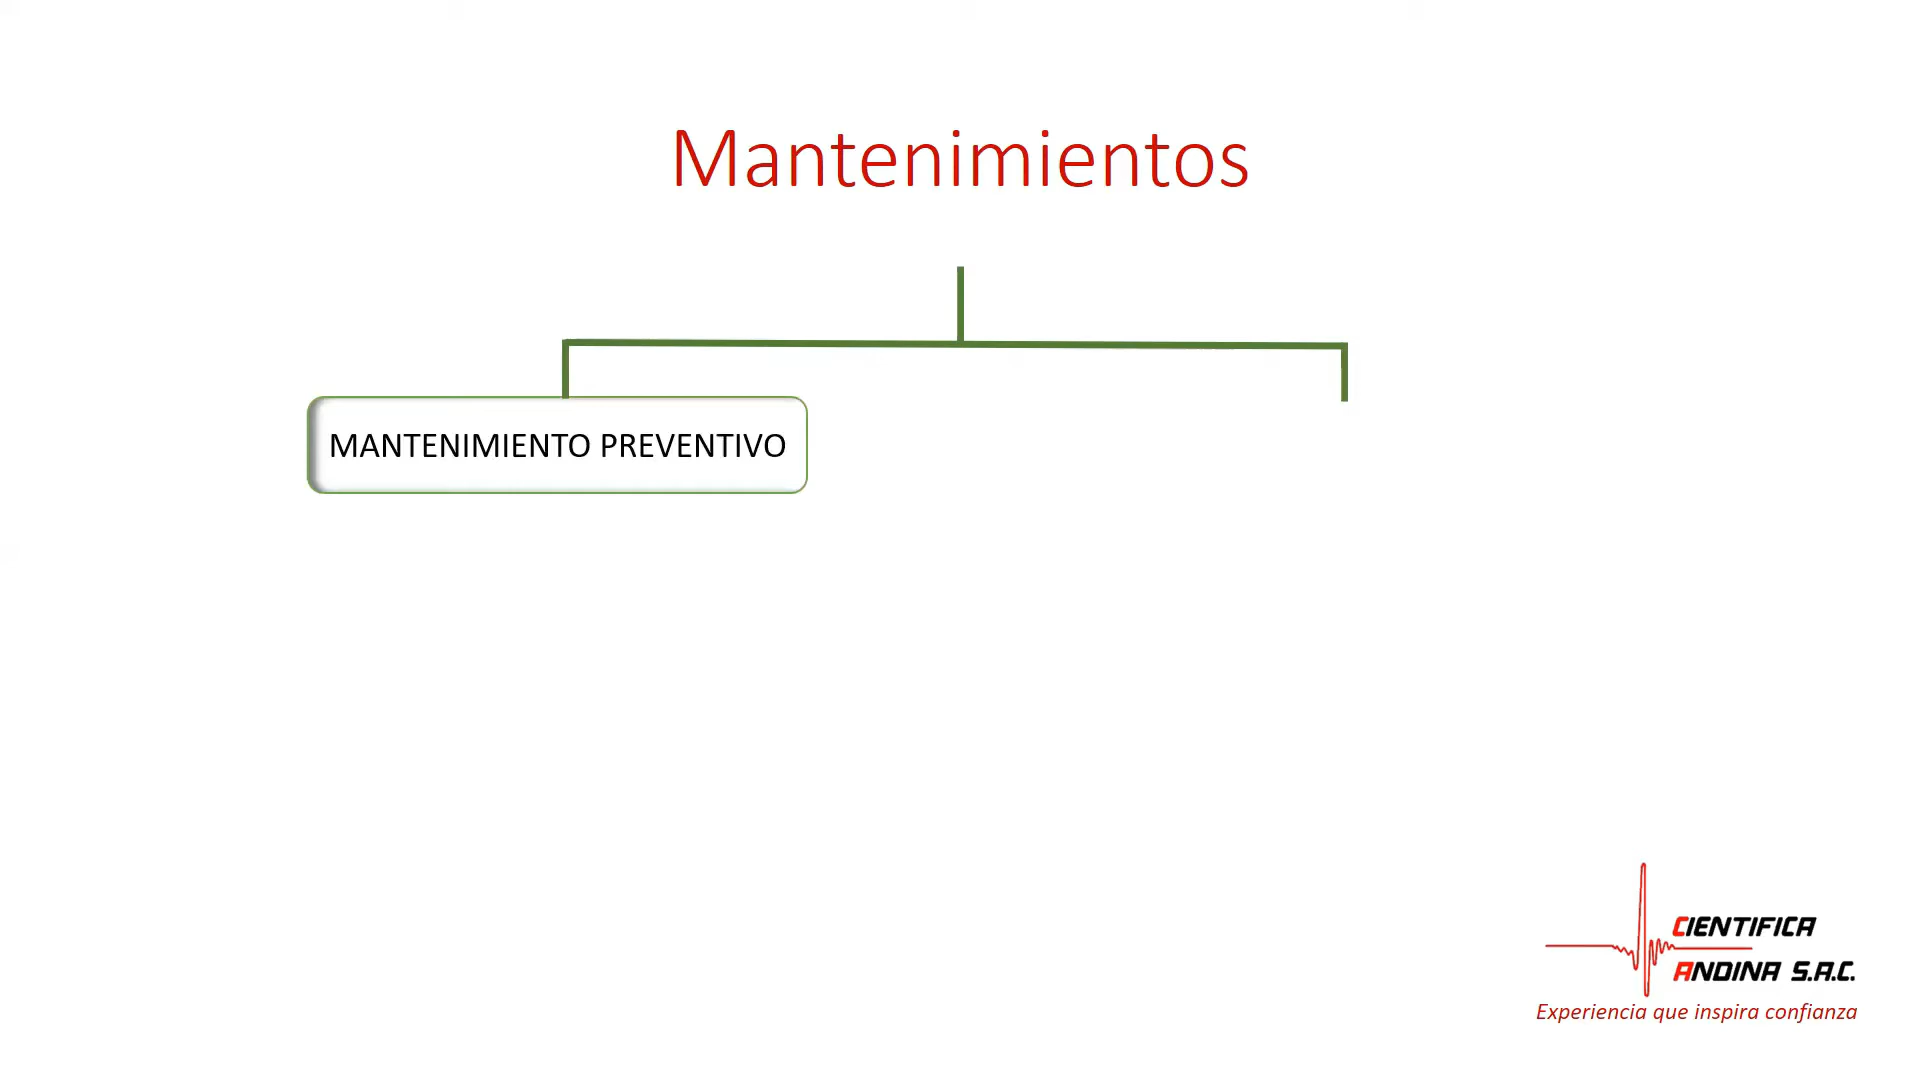 Mantenimientos
MANTENIMIENTO PREVENTIVO
CIENTIFICA
ANDINA S.A.C.
Experiencia que inspira confianza